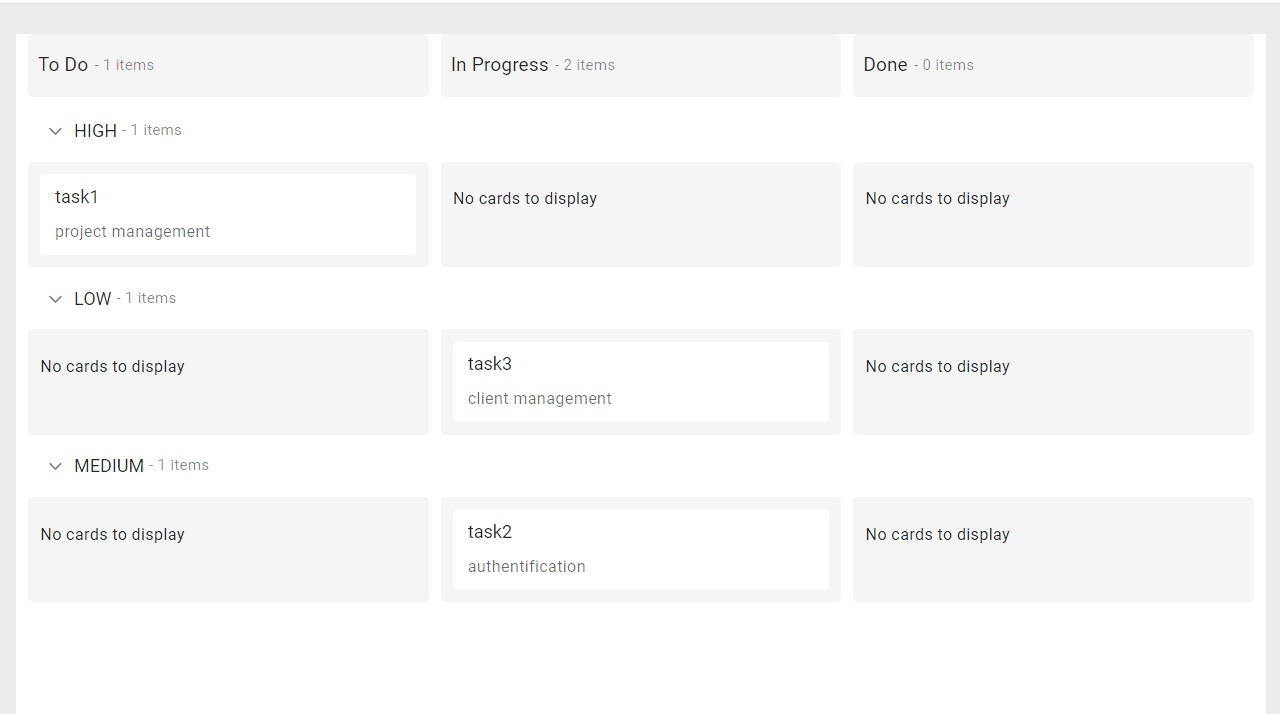 To Do - 1 items In Progress - 2 items Done - 0 items
HIGH - 1 items
task1
project management
No cards to display
No cards to display
LOW - 1 items
No cards to display
task3
client management
No cards to display
MEDIUM - 1 items
No cards to display
task2
authentification
No cards to display